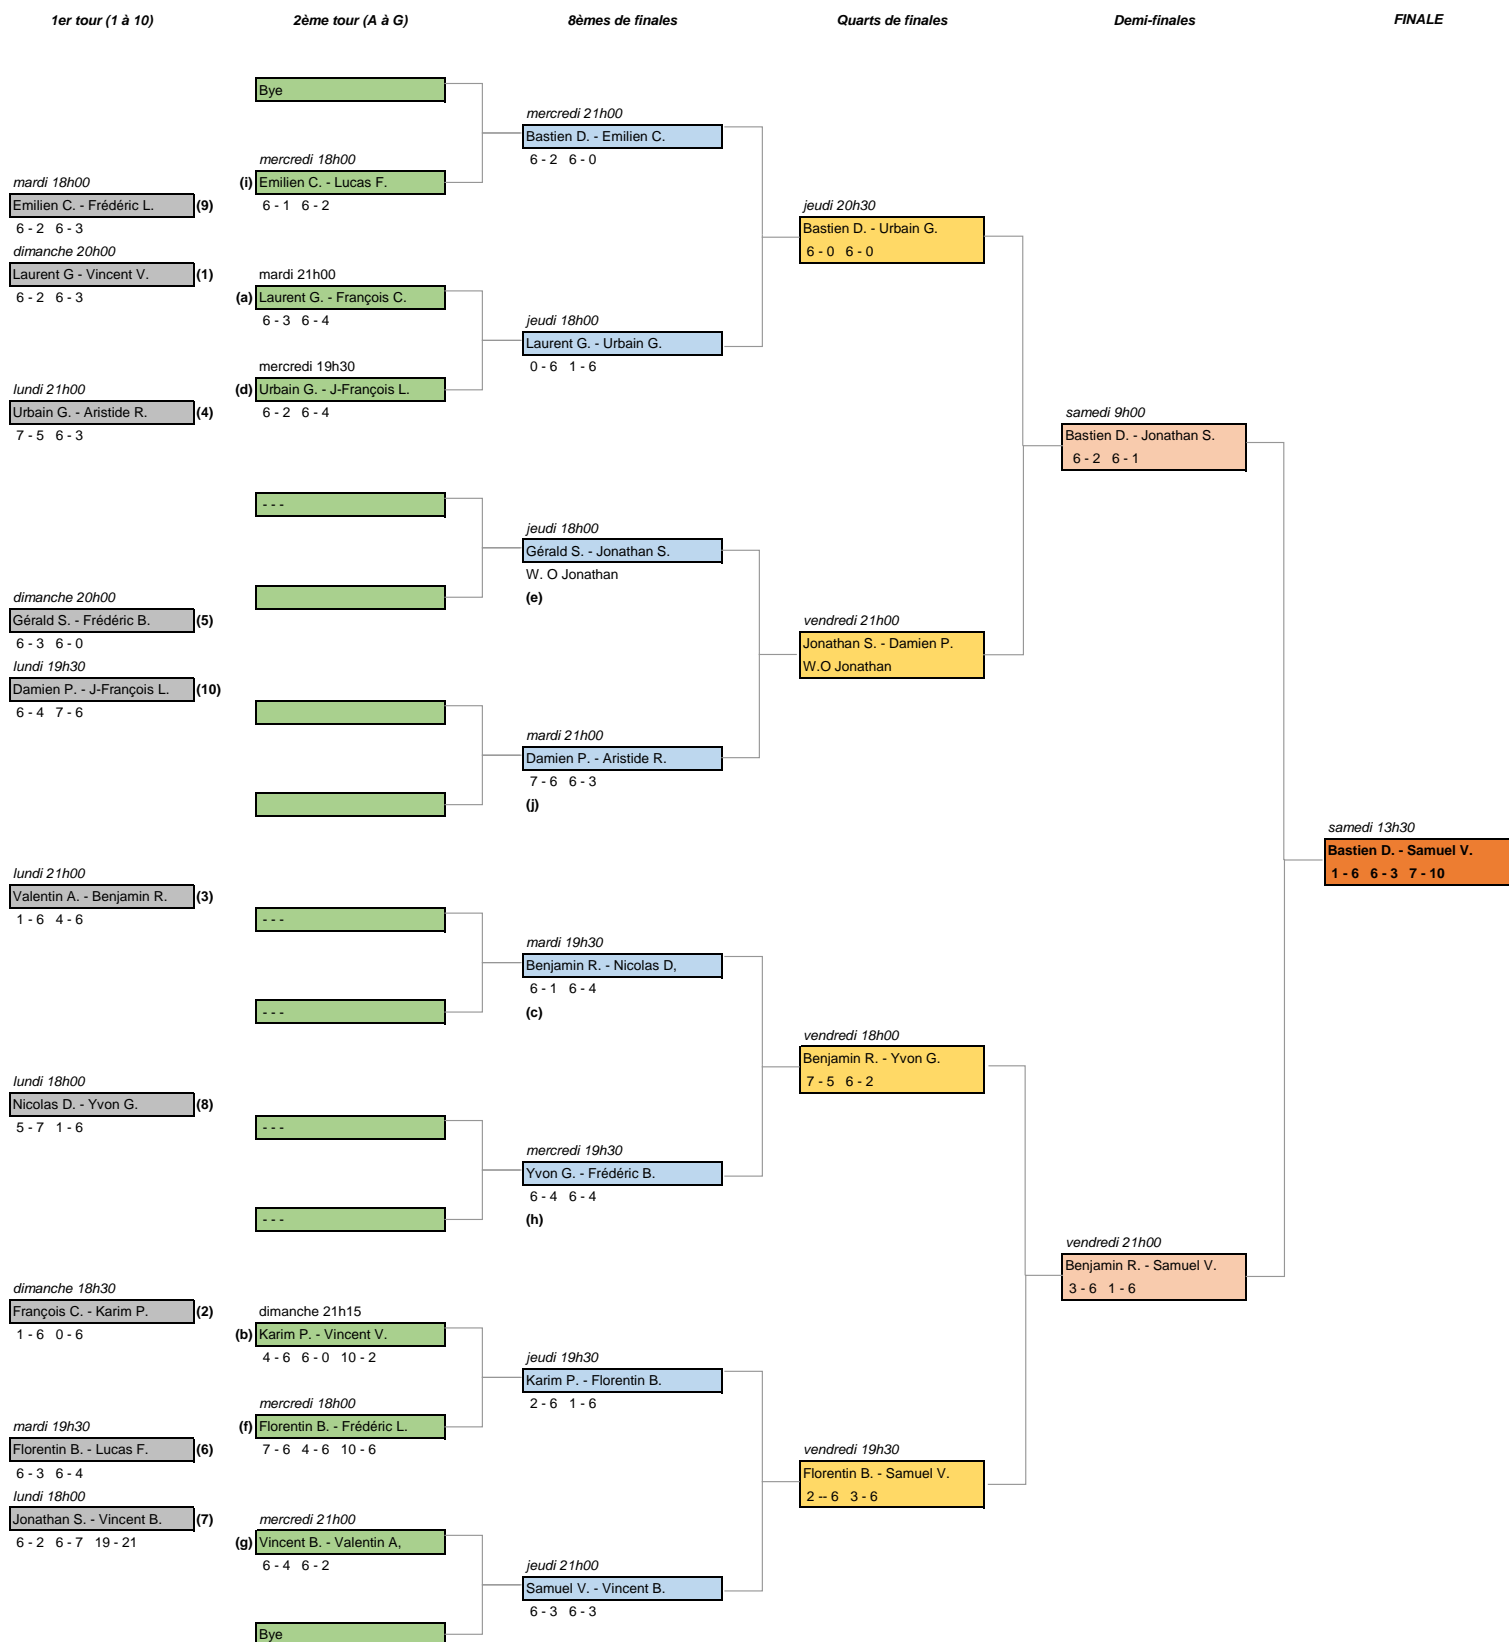 1er tour (1 à 10)
2ème tour (A à G)
8èmes de finales
Quarts de finales
Demi-finales
FINALE
Bye
mercredi 21h00
Bastien D. - Emilien C.
6 - 2 6 - 0
mercredi 18h00
(i) Emilien C. - Lucas F.
6 - 1 6 - 2
mardi 18h00
Emilien C. - Frédéric L. (9)
6 - 2 6 - 3
jeudi 20h30
Bastien D. - Urbain G.
6 - 0 6 - 0
dimanche 20h00
Laurent G - Vincent V. (1)
6 - 2 6 - 3
mardi 21h00
(a) Laurent G. - François C.
6 - 3 6 - 4
jeudi 18h00
Laurent G. - Urbain G.
0 - 6 1 - 6
mercredi 19h30
(d) Urbain G. - J-François L.
6 - 2 6 - 4
lundi 21h00
Urbain G. - Aristide R. (4)
7 - 5 6 - 3
samedi 9h00
Bastien D. - Jonathan S.
6 - 2 6 - 1
- - -
jeudi 18h00
Gérald S. - Jonathan S.
W. O Jonathan
(e)
dimanche 20h00
Gérald S. - Frédéric B. (5)
6 - 3 6 - 0
vendredi 21h00
Jonathan S. - Damien P.
W.O Jonathan
lundi 19h30
Damien P. - J-François L. (10)
6 - 4 7 - 6
mardi 21h00
Damien P. - Aristide R.
7 - 6 6 - 3
(j)
samedi 13h30
Bastien D. - Samuel V.
1 - 6 6 - 3 7 - 10
lundi 21h00
Valentin A. - Benjamin R. (3)
1 - 6 4 - 6
- - -
mardi 19h30
Benjamin R. - Nicolas D,
6 - 1 6 - 4
(c)
- - -
vendredi 18h00
Benjamin R. - Yvon G.
7 - 5 6 - 2
lundi 18h00
Nicolas D. - Yvon G. (8)
5 - 7 1 - 6
- - -
mercredi 19h30
Yvon G. - Frédéric B.
6 - 4 6 - 4
(h)
- - -
vendredi 21h00
Benjamin R. - Samuel V.
3 - 6 1 - 6
dimanche 18h30
François C. - Karim P. (2)
1 - 6 0 - 6
dimanche 21h15
(b) Karim P. - Vincent V.
4 - 6 6 - 0 10 - 2
jeudi 19h30
Karim P. - Florentin B.
2 - 6 1 - 6
mercredi 18h00
(f) Florentin B. - Frédéric L.
7 - 6 4 - 6 10 - 6
mardi 19h30
Florentin B. - Lucas F. (6)
6 - 3 6 - 4
vendredi 19h30
Florentin B. - Samuel V.
2 -- 6 3 - 6
lundi 18h00
Jonathan S. - Vincent B. (7)
6 - 2 6 - 7 19 - 21
mercredi 21h00
(g) Vincent B. - Valentin A,
6 - 4 6 - 2
jeudi 21h00
Samuel V. - Vincent B.
6 - 3 6 - 3
Bye